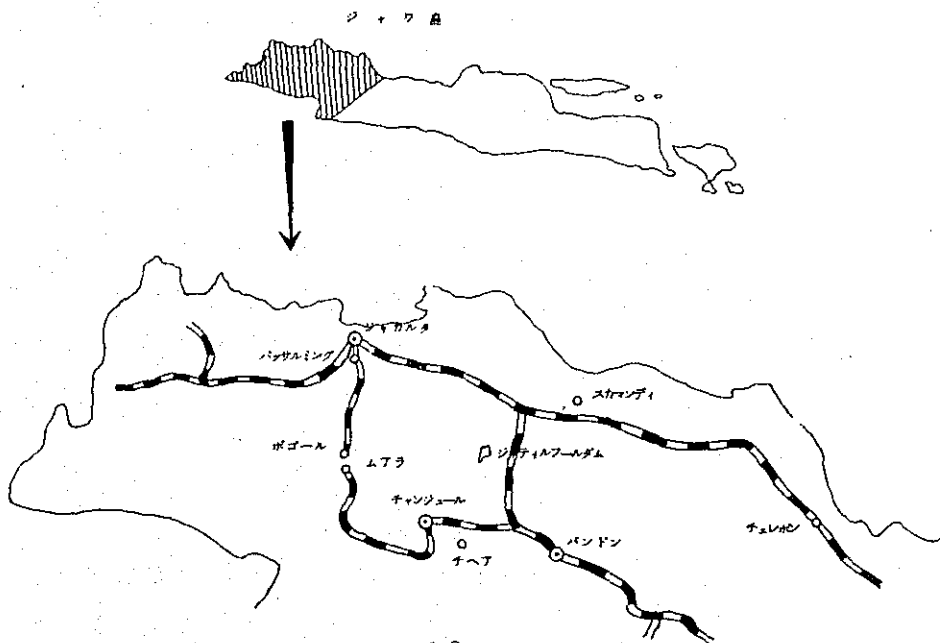 ジャワ島
ジャカルタ
パッサルミング
スカマンディ
ボゴール
ムアラ
ジャティルフールダム
チャンジュール
チヘア
バンドン
チェレボン